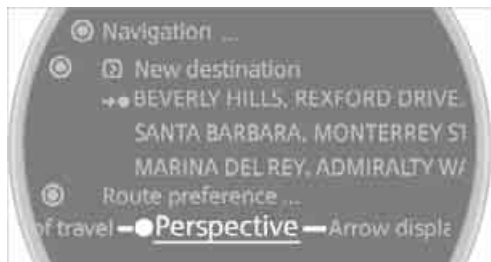 Navigation ...
New destination
BEVERLY HILLS, REXFORD DRIVE.
SANTA BARBARA, MONTERREY ST
MARINA DEL REY, ADMIRALTY WA
Route preference ...
of travel Perspective Arrow displa